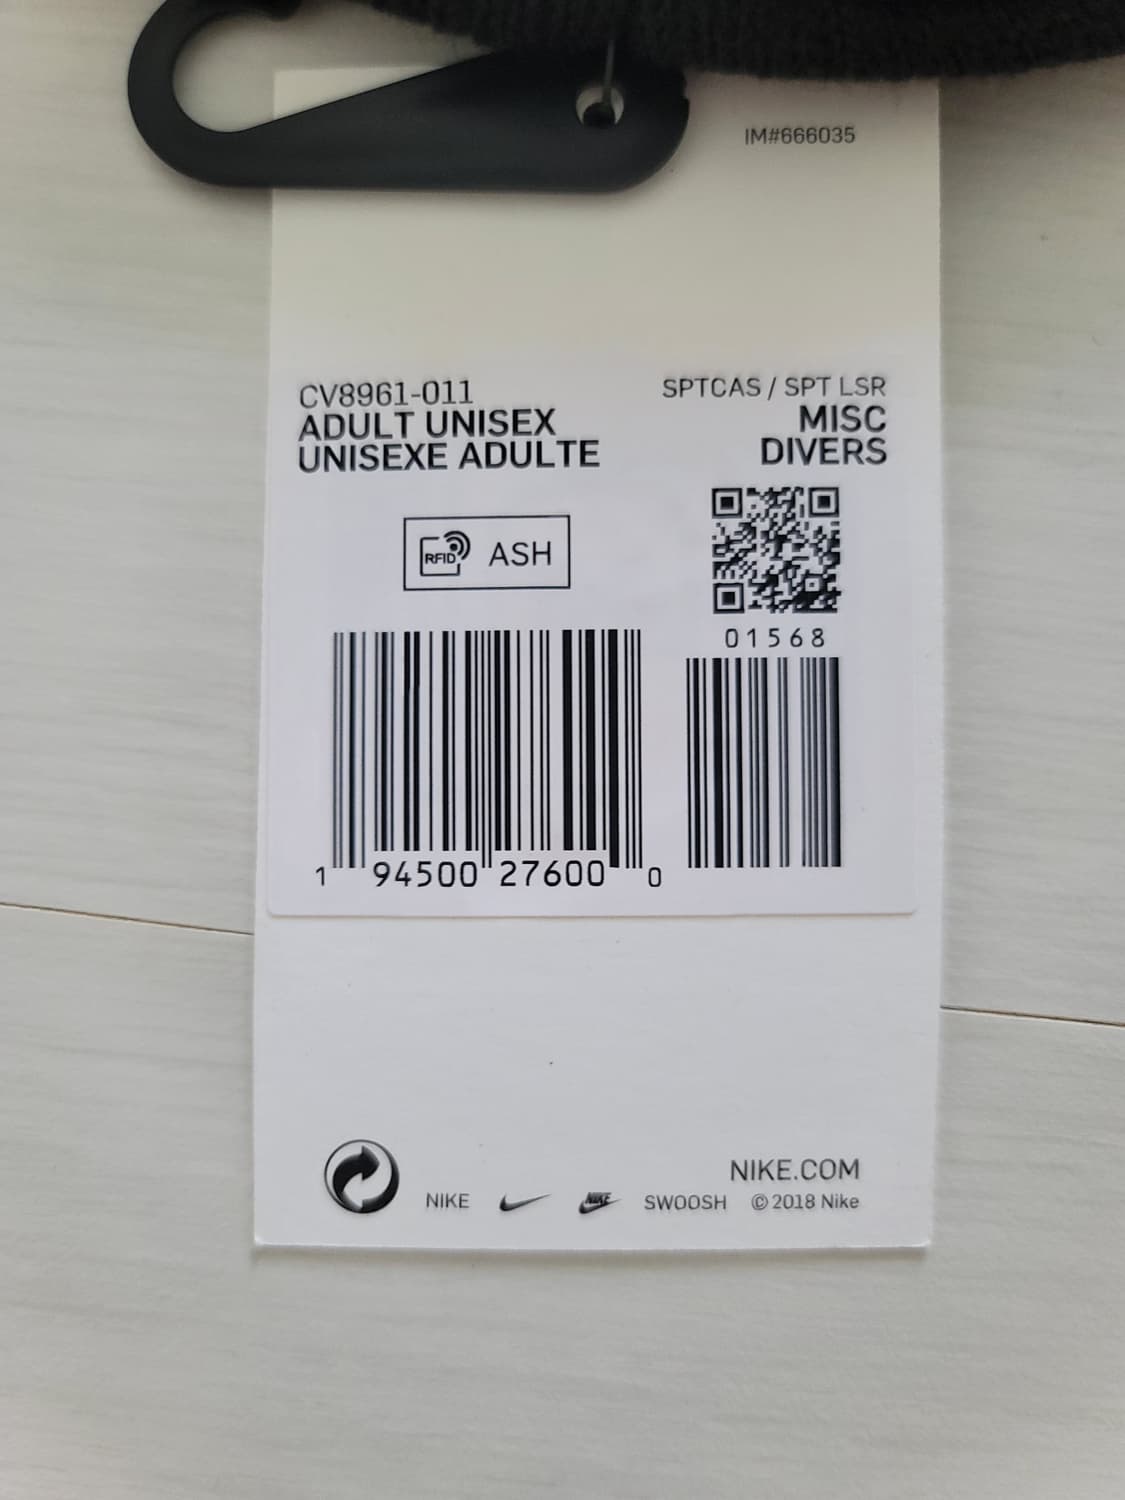 IM#666035
CV8961-011
ADULT UNISEX
UNISEXE ADULTE
SPTCAS / SPT LSR
MISC
DIVERS
RFID ASH
01568
1 94500 27600 0
NIKE.COM
NIKE NIKE SWOOSH © 2018 Nike